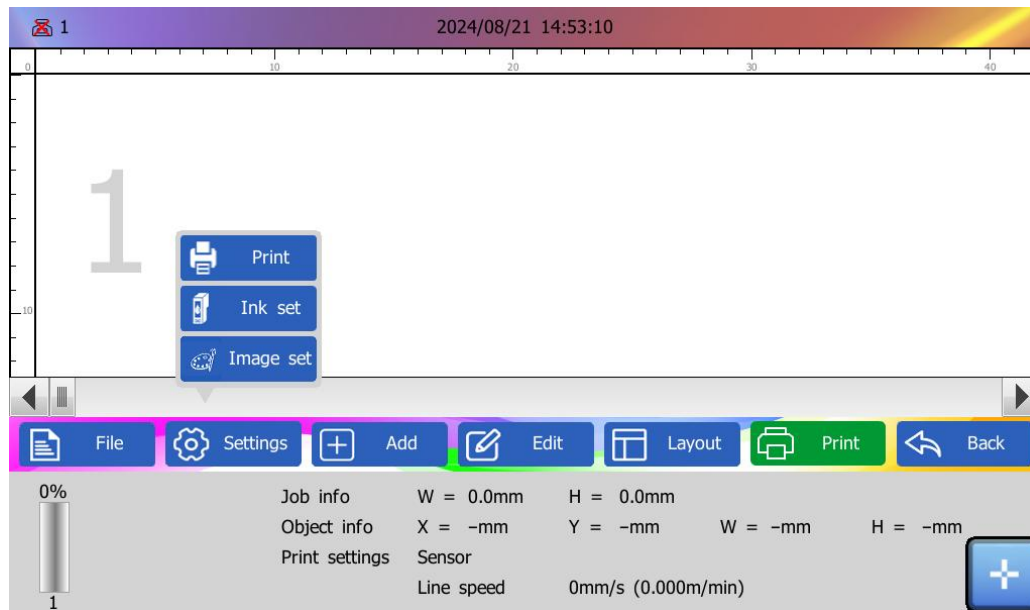 1 2024/08/21 14:53:10
0 10 20 30 40
1
10
Print
Ink set
Image set
File Settings Add Edit Layout Print Back
0% Job info W = 0.0mm H = 0.0mm
Object info X = -mm Y = -mm W = -mm H = -mm
Print settings Sensor
Line speed 0mm/s (0.000m/min)
1